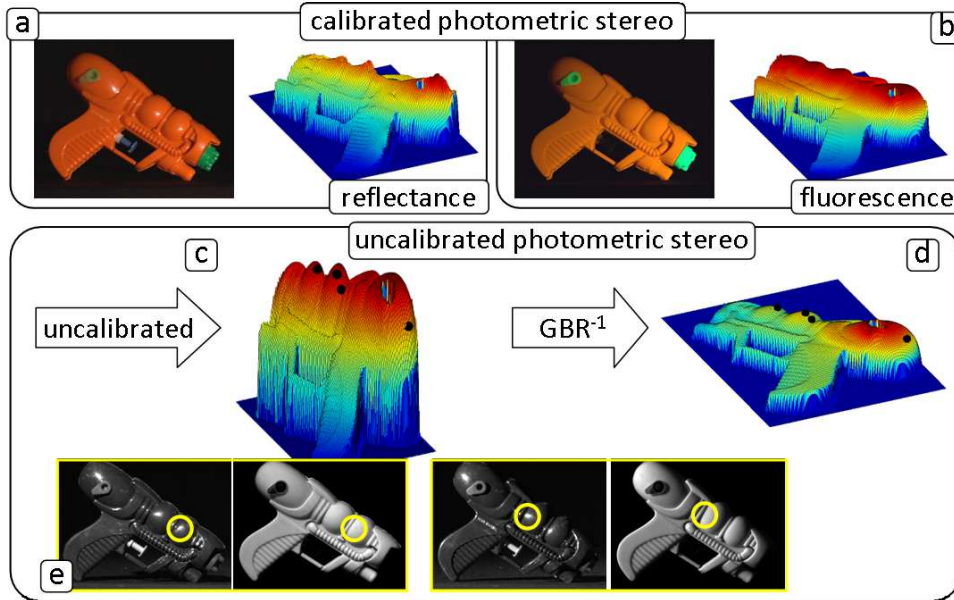 a
calibrated photometric stereo
b
reflectance
fluorescence
uncalibrated photometric stereo
c
d
uncalibrated
GBR-1
e